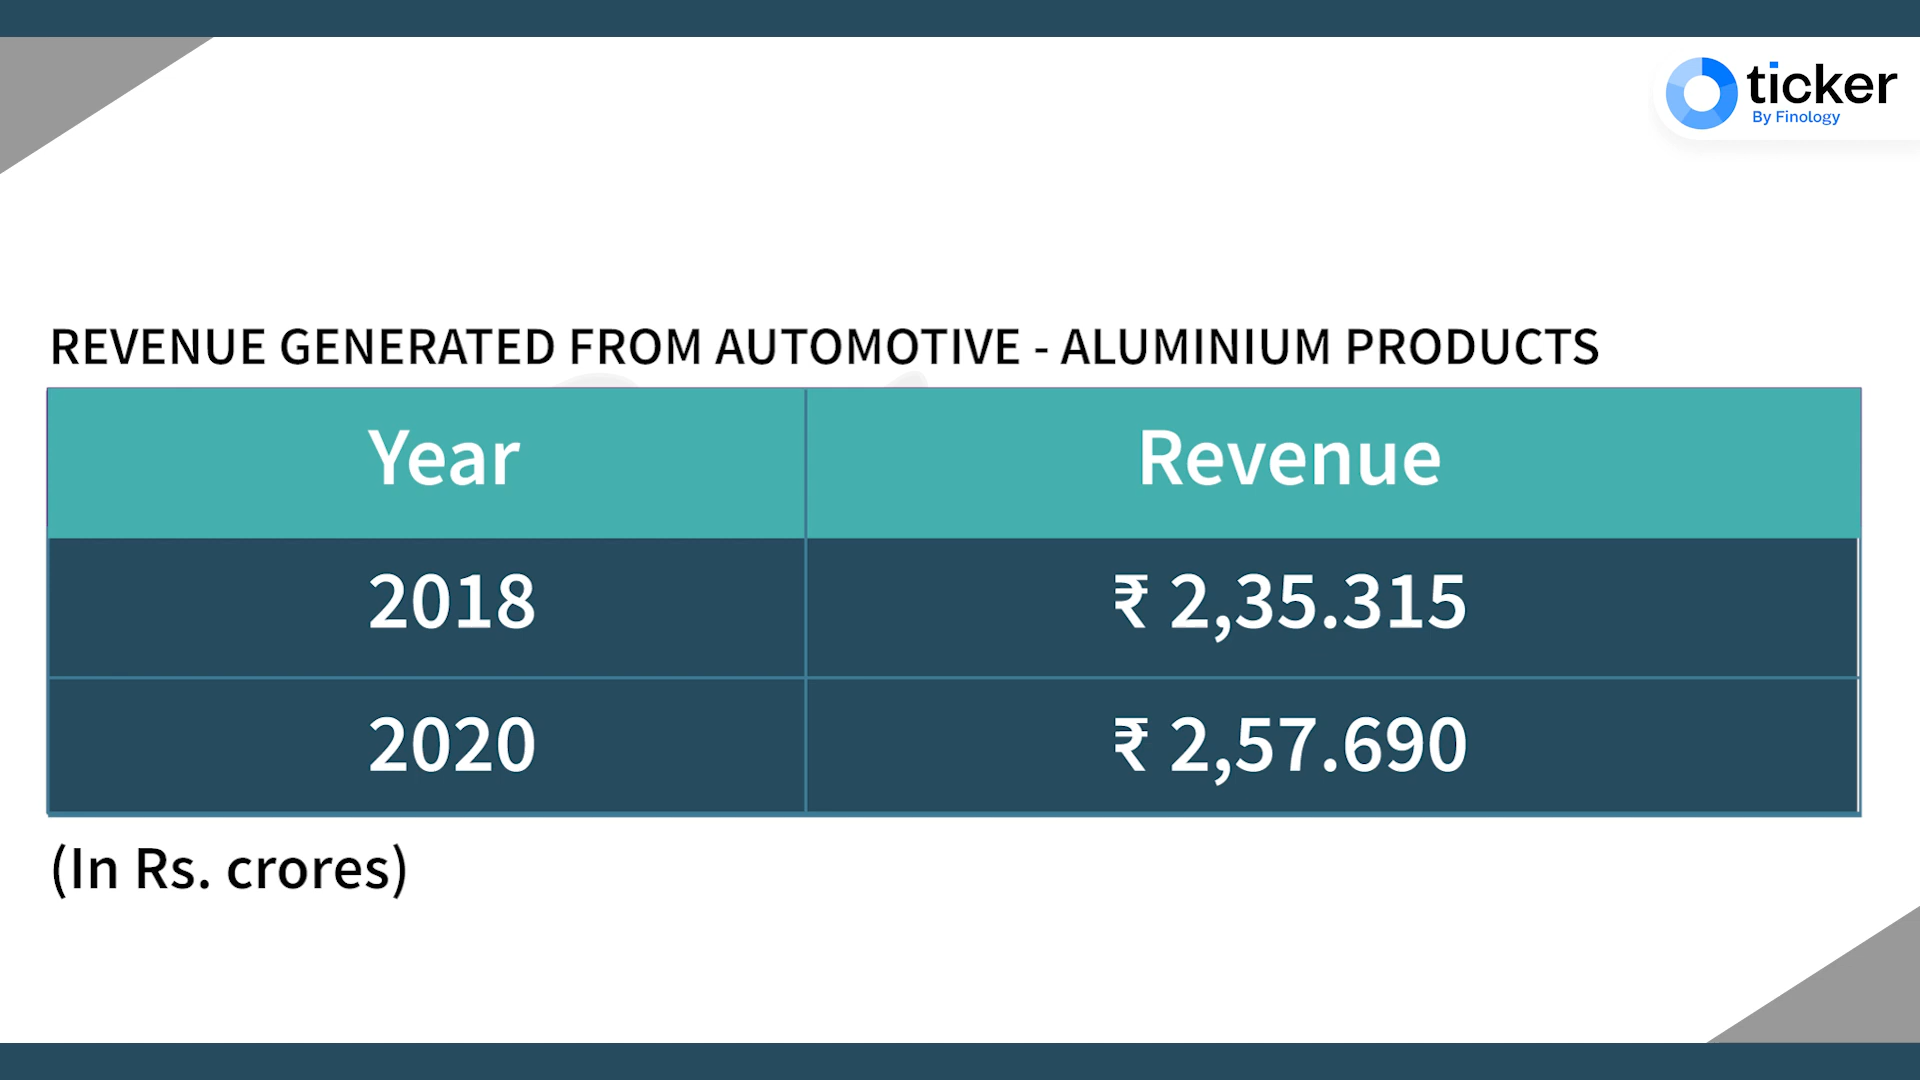 ticker
By Finology
REVENUE GENERATED FROM AUTOMOTIVE - ALUMINIUM PRODUCTS
Year Revenue
2018 ₹ 2,35.315
2020 ₹ 2,57.690
(In Rs. crores)